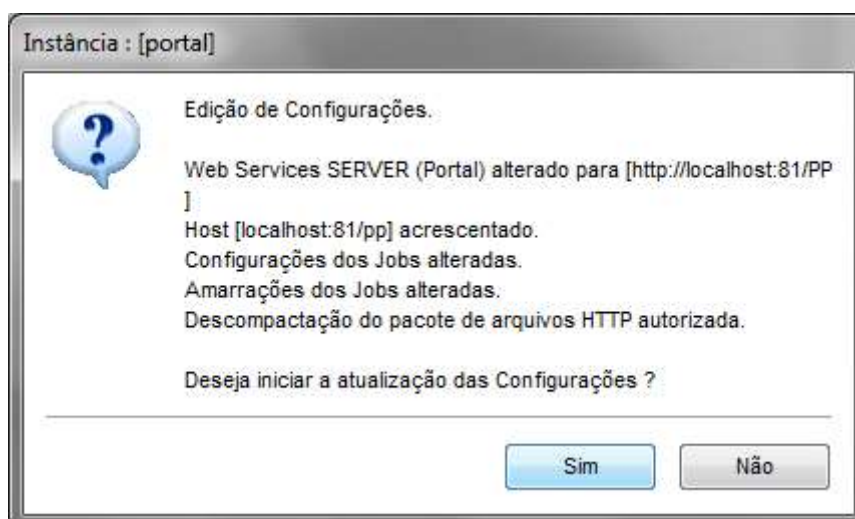 Instância : [portal]
Edição de Configurações.
Web Services SERVER (Portal) alterado para [http://localhost:81/PP
]
Host [localhost:81/pp] acrescentado.
Configurações dos Jobs alteradas.
Amarrações dos Jobs alteradas.
Descompactação do pacote de arquivos HTTP autorizada.
Deseja iniciar a atualização das Configurações ?
Sim
Não